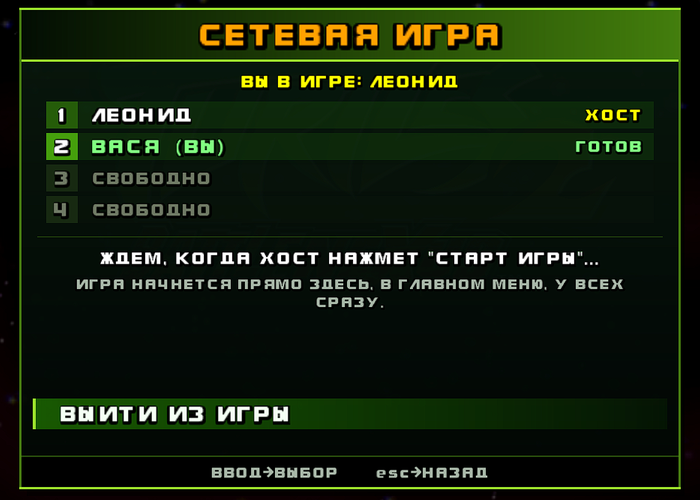 СЕТЕВАЯ ИГРА
ВЫ В ИГРЕ: ЛЕОНИД
1 ЛЕОНИД ХОСТ
2 ВАСЯ (ВЫ) ГОТОВ
3 СВОБОДНО
4 СВОБОДНО
ЖДЕМ, КОГДА ХОСТ НАЖМЕТ "СТАРТ ИГРЫ"...
ИГРА НАЧНЕТСЯ ПРЯМО ЗДЕСЬ, В ГЛАВНОМ МЕНЮ, У ВСЕХ
СРАЗУ.
ВЫЙТИ ИЗ ИГРЫ
ВВОД→ВЫБОР esc→НАЗАД